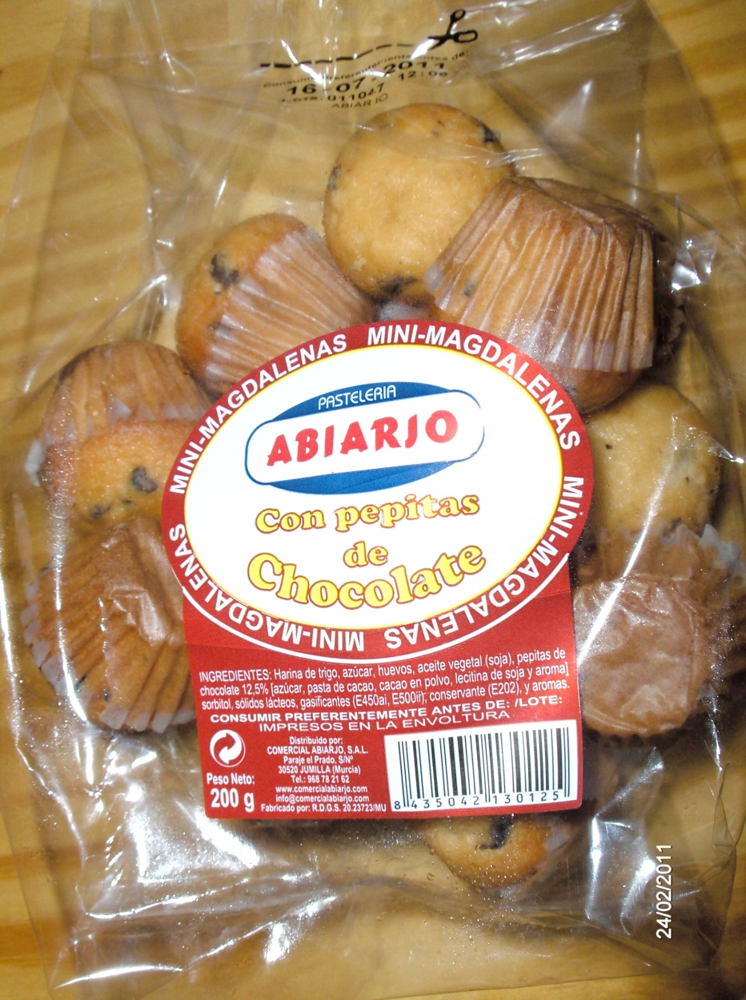 Consumir preferentemente antes de:
16-07-2011 12:06
Lote: 011047
ABIARJO
MINI-MAGDALENAS MINI-MAGDALENAS MINI-MAGDALENAS MINI-MAGDALENAS
PASTELERIA
ABIARJO
Con pepitas
de
Chocolate
INGREDIENTES: Harina de trigo, azúcar, huevos, aceite vegetal (soja), pepitas de
chocolate 12,5% [azúcar, pasta de cacao, cacao en polvo, lecitina de soja y aroma]
sorbitol, sólidos lácteos, gasificantes (E450ai, E500ii); conservante (E202), y aromas.
CONSUMIR PREFERENTEMENTE ANTES DE: /LOTE:
IMPRESOS EN LA ENVOLTURA
Peso Neto:
200 g
Distribuido por:
COMERCIAL ABIARJO, S.A.L.
Paraje el Prado, S/Nº
30520 JUMILLA (Murcia)
Tel.: 968 78 21 62
www.comercialabiarjo.com
info@comercialabiarjo.com
Fabricado por: R.D.G.S. 20.23723/MU
8 435042 130125
24/02/2011